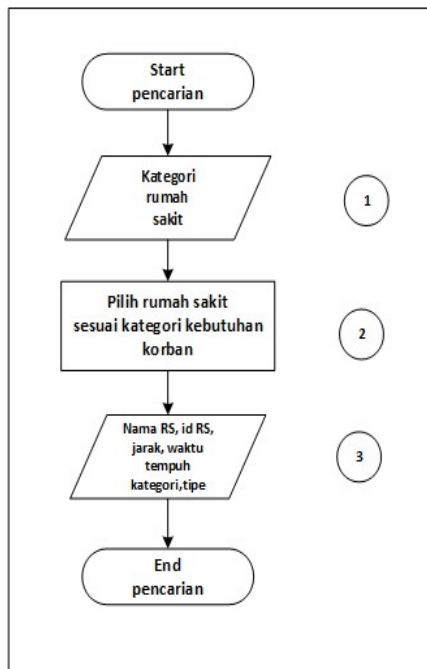 Start
pencarian
Kategori
rumah
sakit
1
Pilih rumah sakit
sesuai kategori kebutuhan
korban
2
Nama RS, id RS,
jarak, waktu
tempuh
kategori,tipe
3
End
pencarian